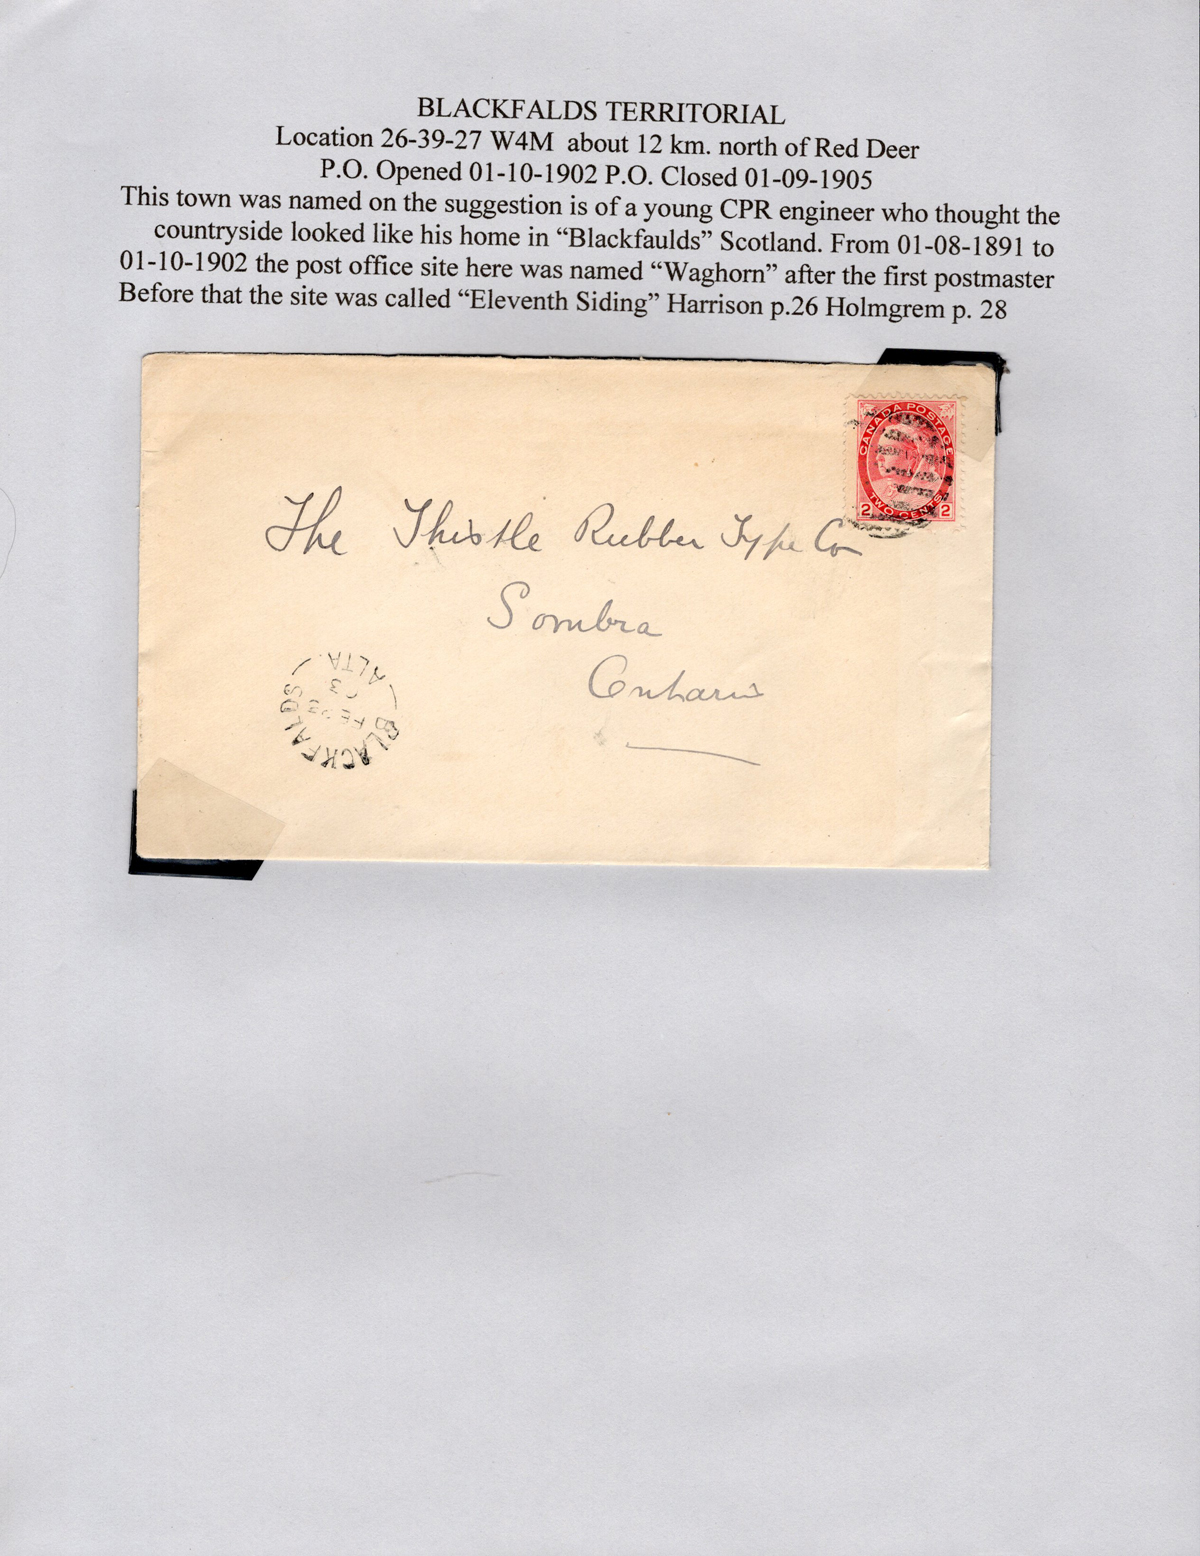 BLACKFALDS TERRITORIAL
Location 26-39-27 W4M about 12 km. north of Red Deer
P.O. Opened 01-10-1902 P.O. Closed 01-09-1905
This town was named on the suggestion is of a young CPR engineer who thought the
countryside looked like his home in “Blackfaulds” Scotland. From 01-08-1891 to
01-10-1902 the post office site here was named “Waghorn” after the first postmaster
Before that the site was called “Eleventh Siding” Harrison p.26 Holmgrem p. 28
CANADA POSTAGE
TWO CENTS
2 2
The Thistle Rubber Type Co
Sombra
Ontario
BLACKFALDS
FE 23
03
ALTA